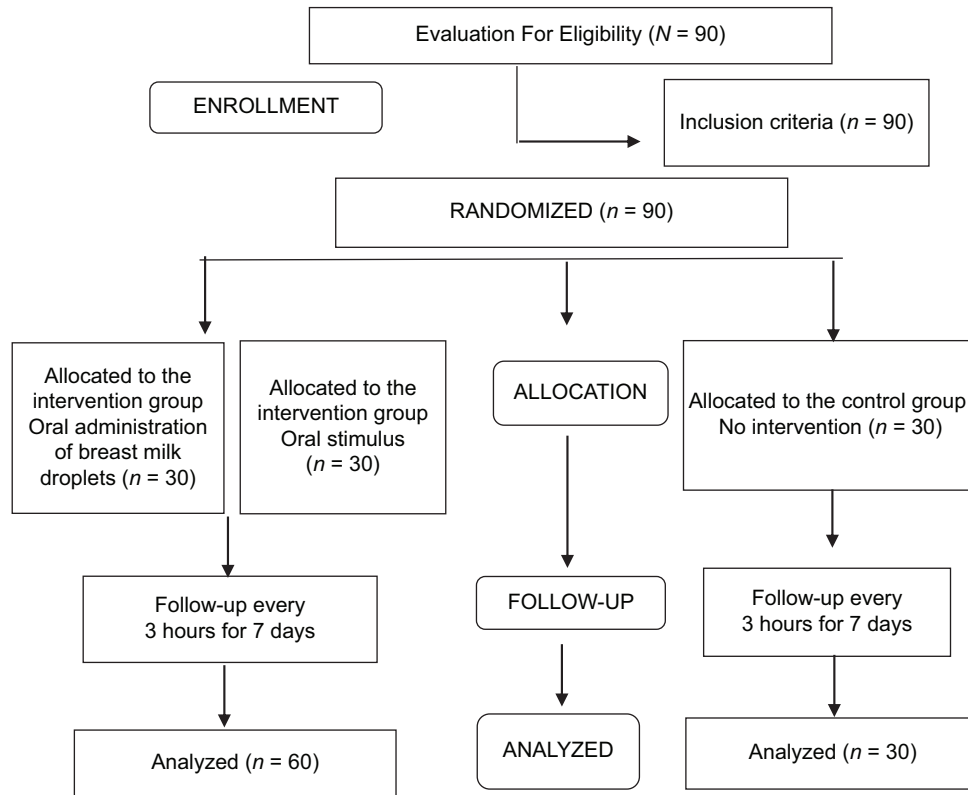 Evaluation For Eligibility (N = 90)
ENROLLMENT
Inclusion criteria (n = 90)
RANDOMIZED (n = 90)
Allocated to the
intervention group
Oral administration
of breast milk
droplets (n = 30)
Allocated to the
intervention group
Oral stimulus
(n = 30)
ALLOCATION
Allocated to the control group
No intervention (n = 30)
Follow-up every
3 hours for 7 days
FOLLOW-UP
Follow-up every
3 hours for 7 days
Analyzed (n = 60)
ANALYZED
Analyzed (n = 30)